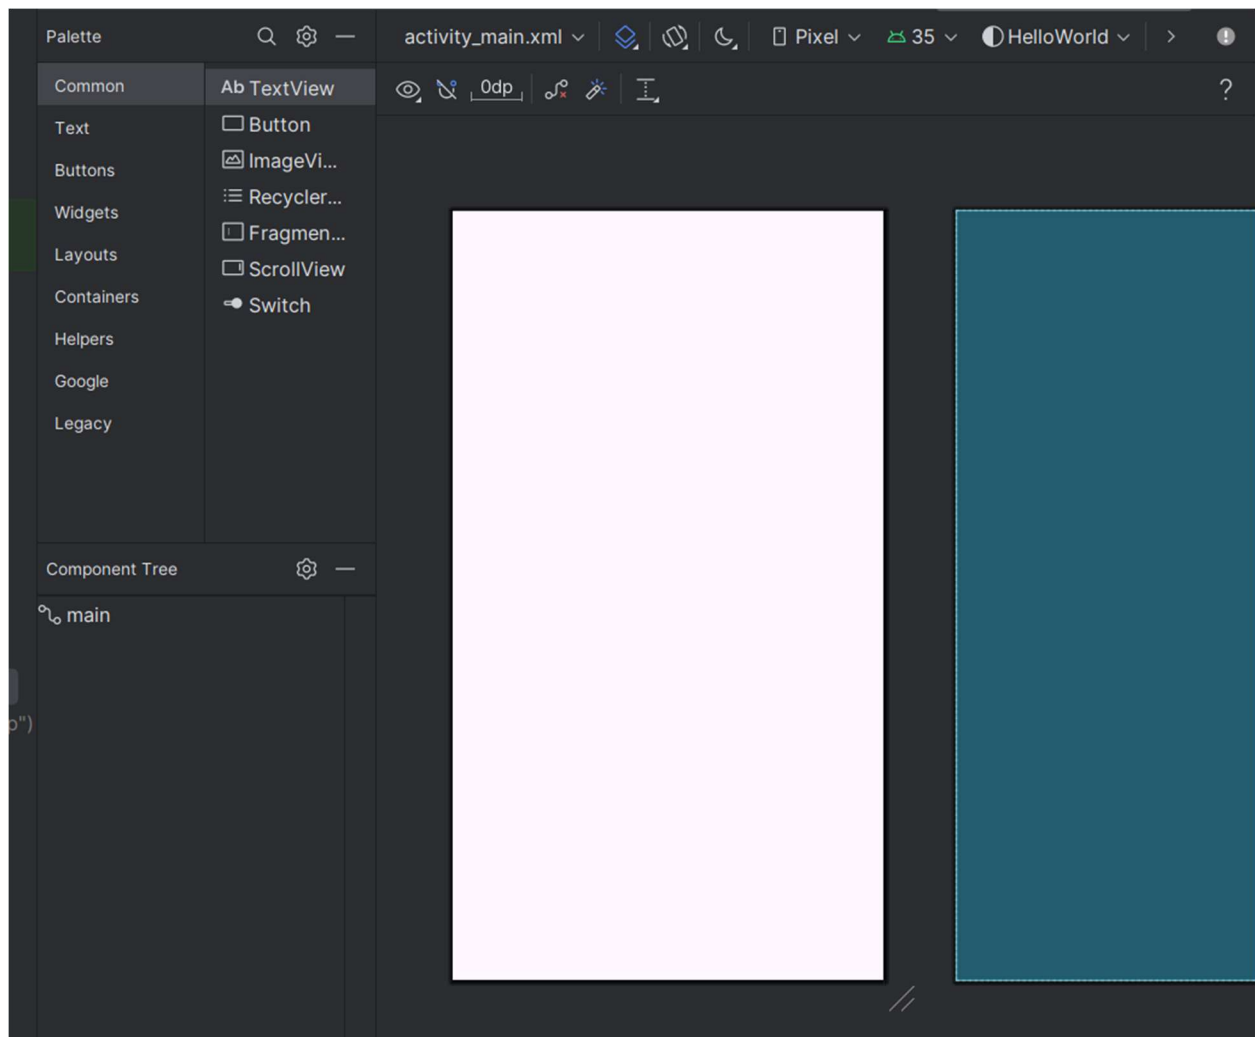 Palette
activity_main.xml
Pixel
35
HelloWorld
Common
Text
Buttons
Widgets
Layouts
Containers
Helpers
Google
Legacy
Ab TextView
Button
ImageVi...
Recycler...
Fragmen...
ScrollView
Switch
0dp
?
Component Tree
main
p")